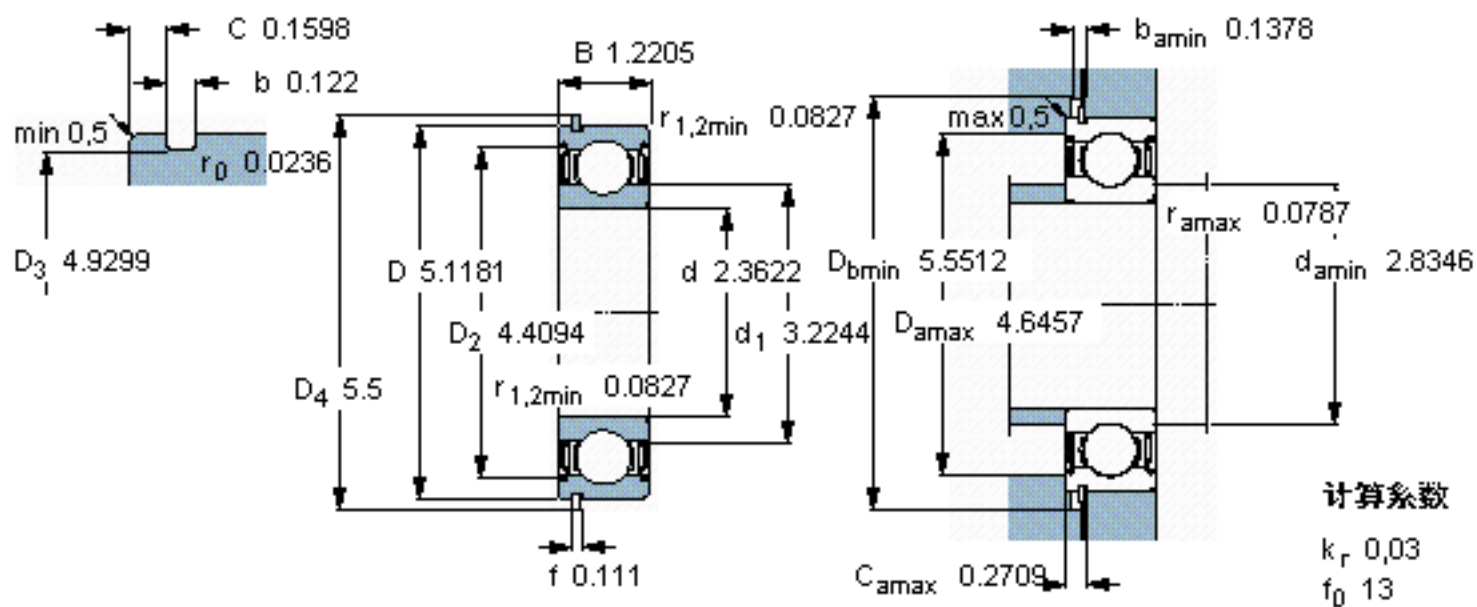 C 0.1598
b 0.122
min 0,5
r0 0.0236
D3 4.9299
B 1.2205
r1,2min 0.0827
D 5.1181
d 2.3622
D2 4.4094
d1 3.2244
D4 5.5
r1,2min 0.0827
f 0.111
bamin 0.1378
max 0,5
ramax 0.0787
Dbmin 5.5512
damin 2.8346
Damax 4.6457
Camax 0.2709
计算系数
kr 0,03
f0 13